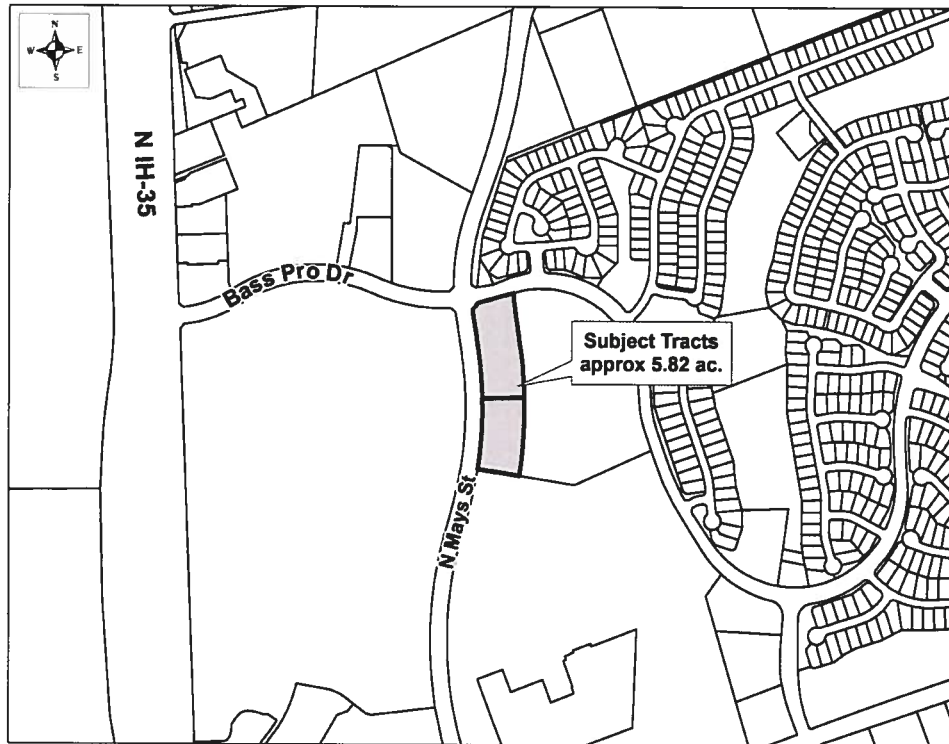 N
W E
S
N IH-35
Bass Pro Dr
Subject Tracts
approx 5.82 ac.
N Mays St